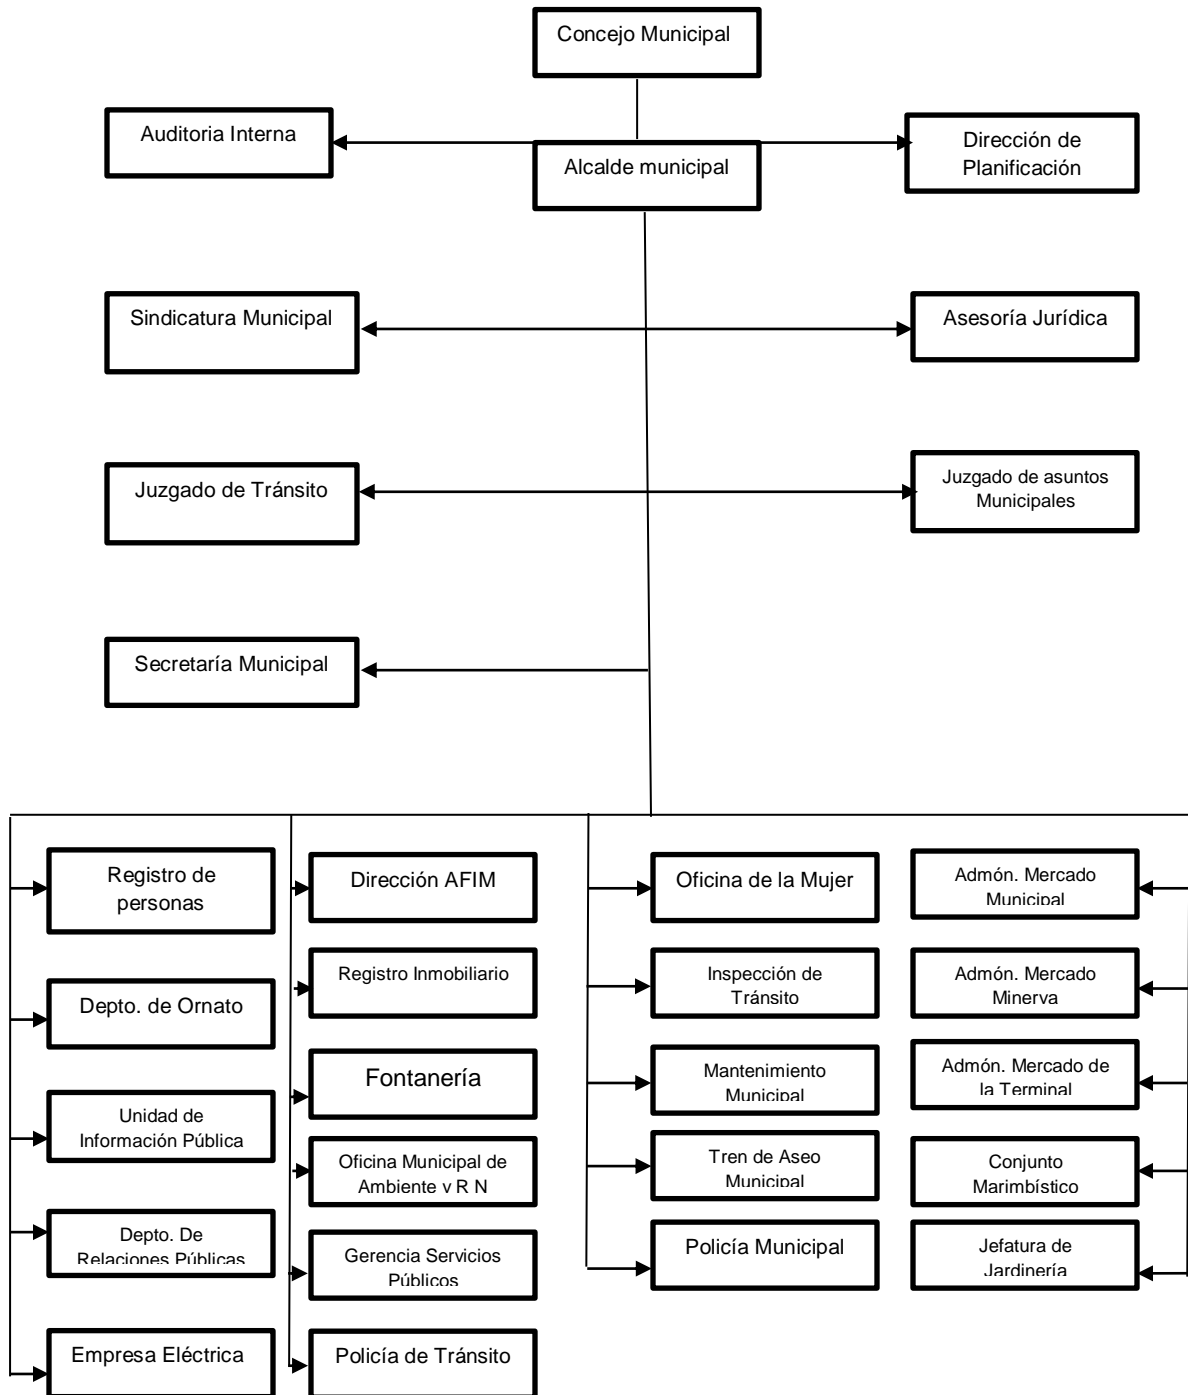 Concejo Municipal
Auditoria Interna
Alcalde municipal
Dirección de
Planificación
Sindicatura Municipal
Asesoría Jurídica
Juzgado de Tránsito
Juzgado de asuntos
Municipales
Secretaría Municipal
Registro de
personas
Depto. de Ornato
Unidad de
Información Pública
Depto. De
Relaciones Públicas
Empresa Eléctrica
Dirección AFIM
Registro Inmobiliario
Fontanería
Oficina Municipal de
Ambiente y R N
Gerencia Servicios
Públicos
Policía de Tránsito
Oficina de la Mujer
Inspección de
Tránsito
Mantenimiento
Municipal
Tren de Aseo
Municipal
Policía Municipal
Admón. Mercado
Municipal
Admón. Mercado
Minerva
Admón. Mercado de
la Terminal
Conjunto
Marimbístico
Jefatura de
Jardinería